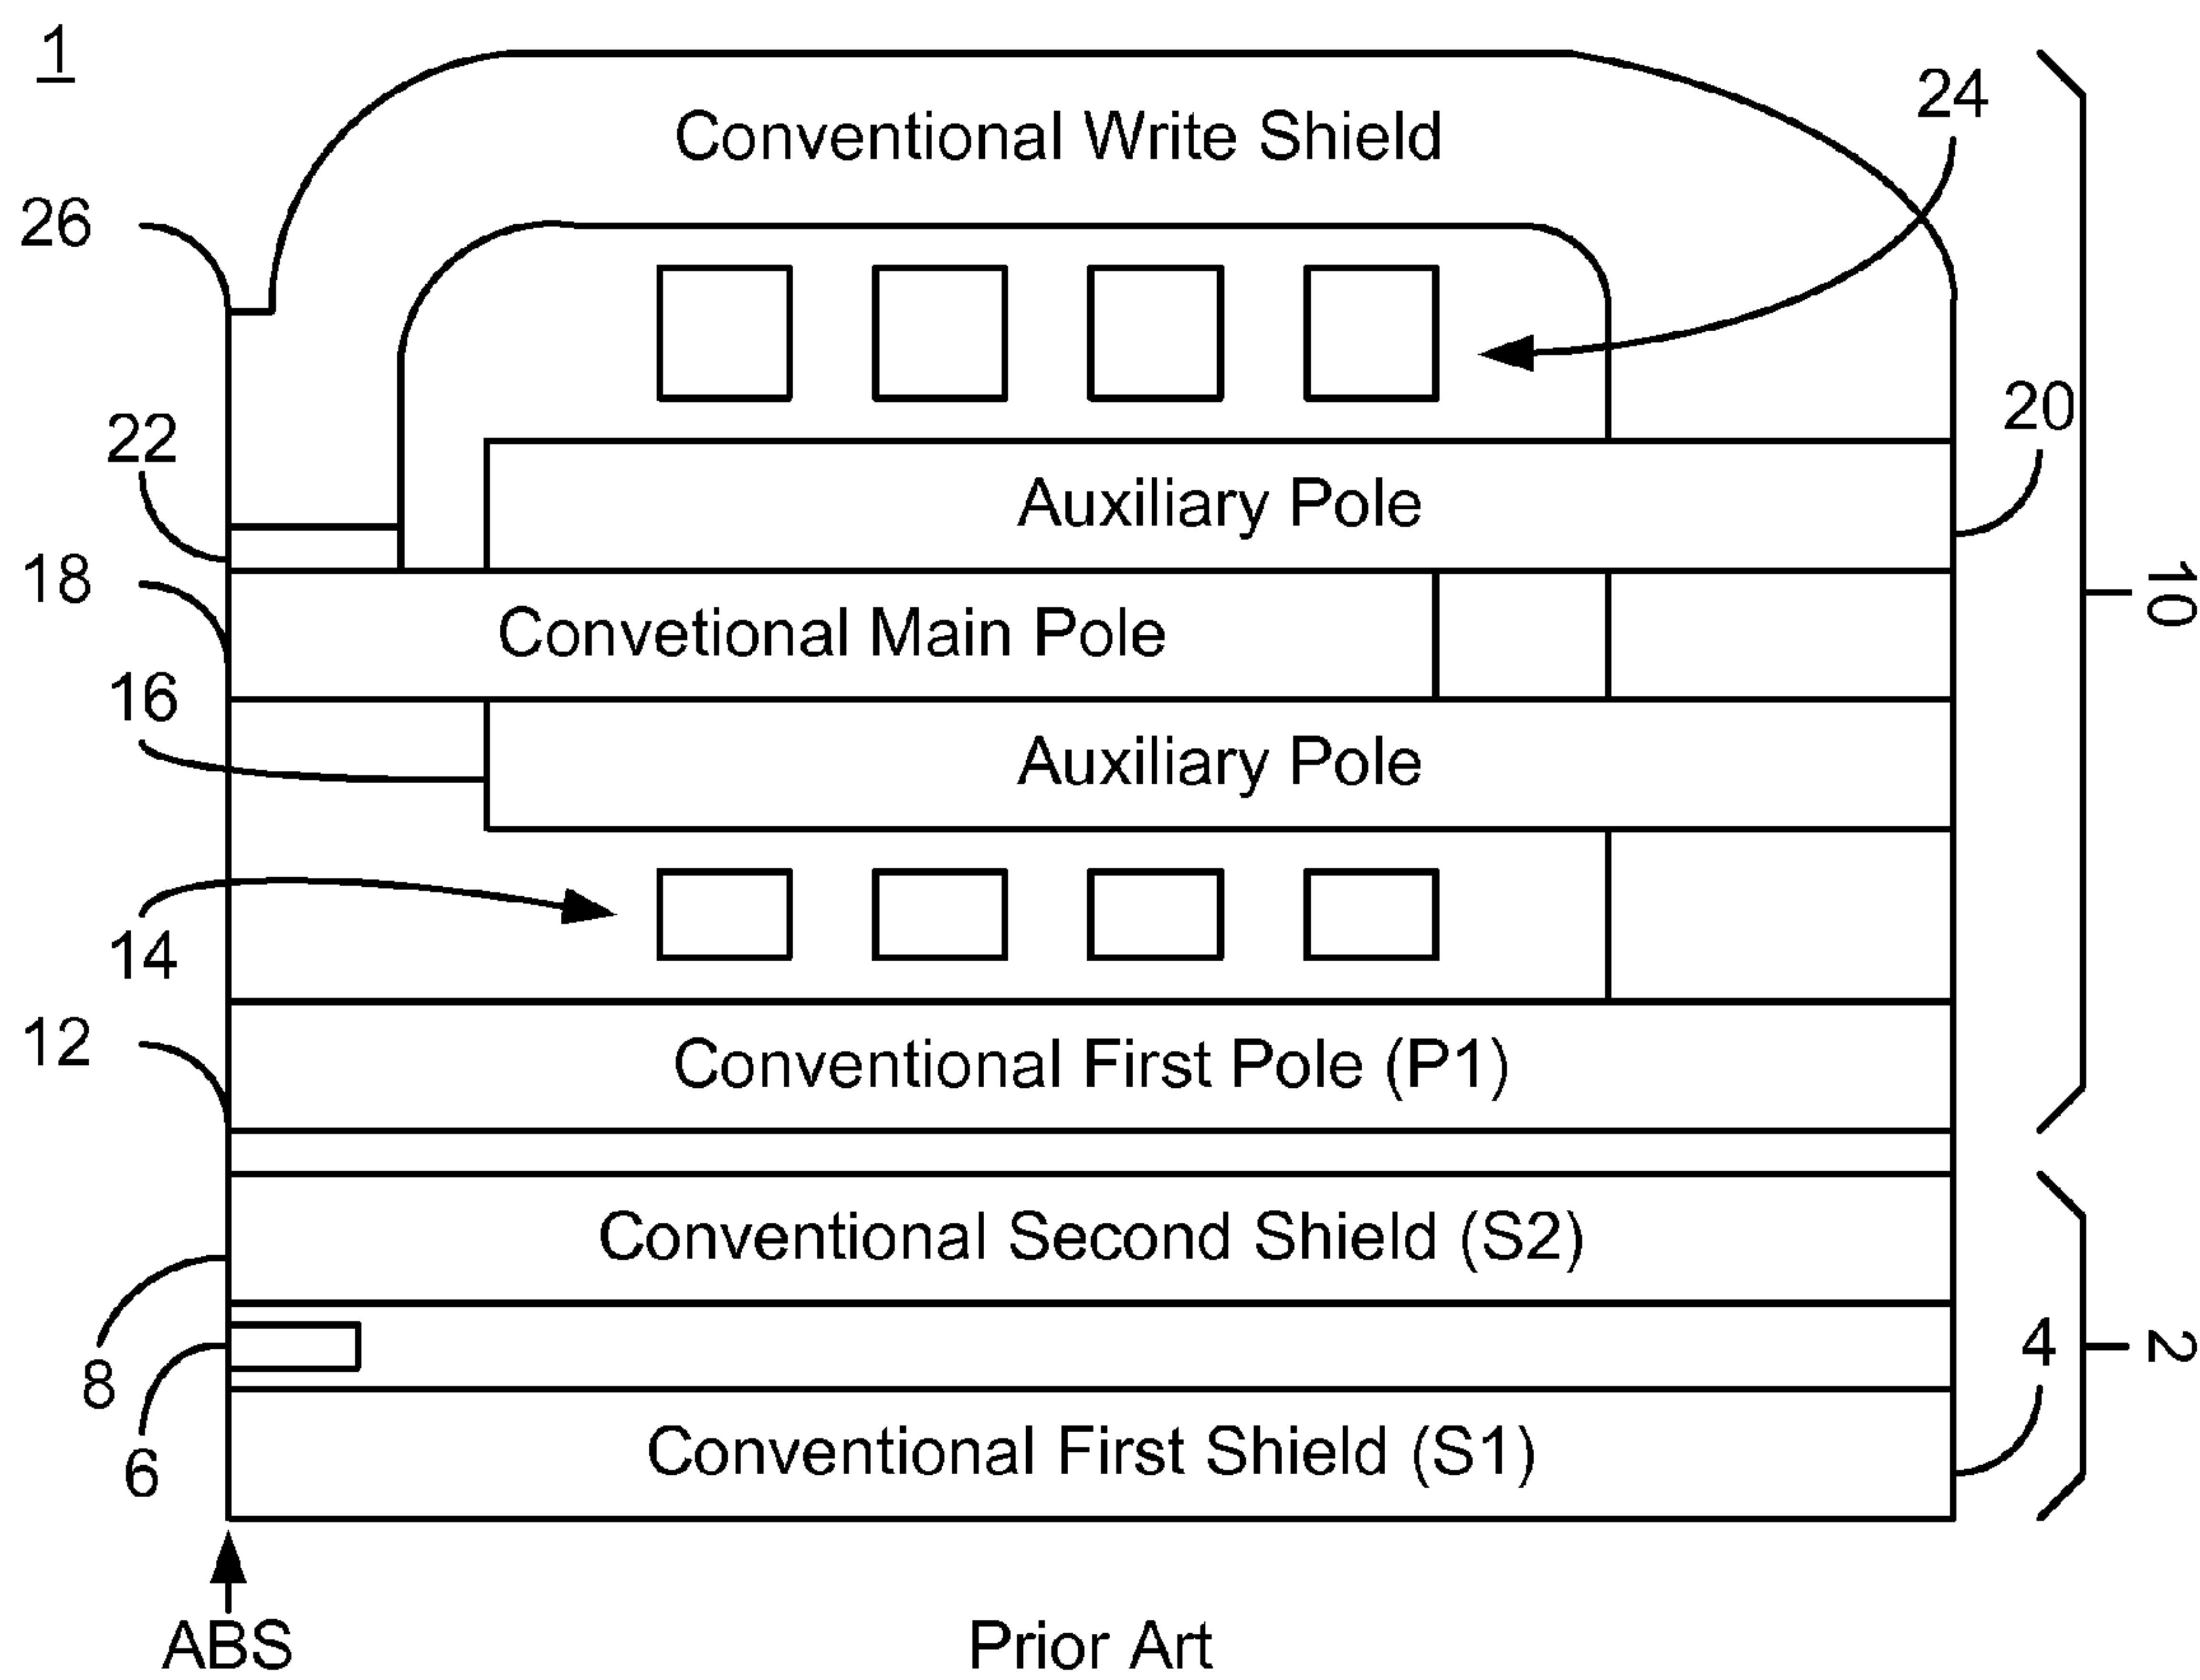 1
24
Conventional Write Shield
26
20
22
Auxiliary Pole
18
10
Convetional Main Pole
16
Auxiliary Pole
14
12
Conventional First Pole (P1)
Conventional Second Shield (S2)
4
2
8
6
Conventional First Shield (S1)
ABS
Prior Art